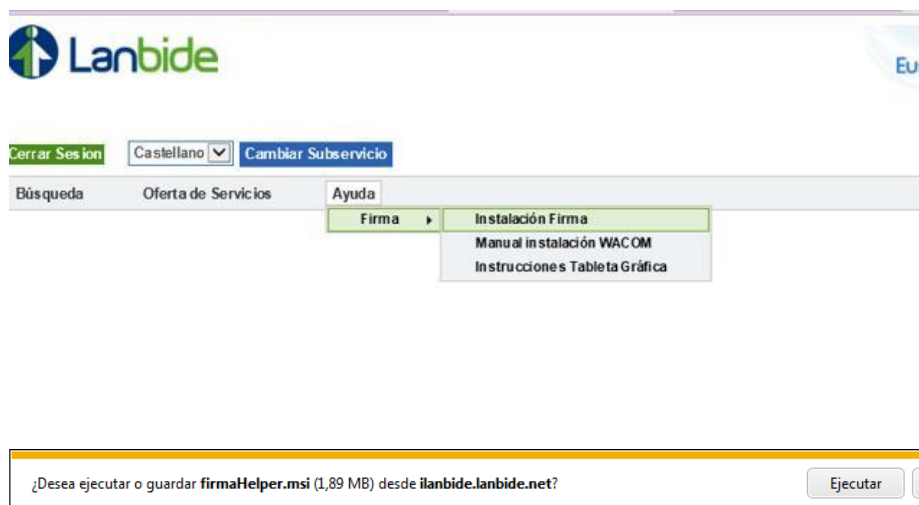 Lanbide
Eu
Cerrar Sesion Castellano Cambiar Subservicio
Búsqueda Oferta de Servicios Ayuda
Firma Instalación Firma
Manual instalación WACOM
Instrucciones Tableta Gráfica
¿Desea ejecutar o guardar firmaHelper.msi (1,89 MB) desde ilanbide.lanbide.net? Ejecutar